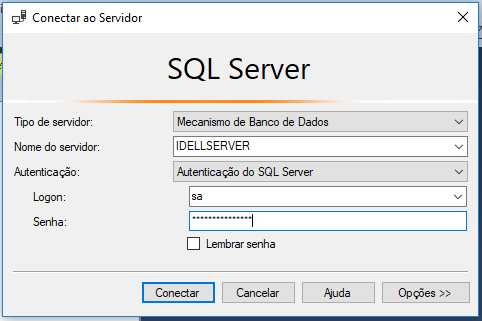 Conectar ao Servidor
SQL Server
Tipo de servidor: Mecanismo de Banco de Dados
Nome do servidor: IDELLSERVER
Autenticação: Autenticação do SQL Server
Logon: sa
Senha: ***************
Lembrar senha
Conectar Cancelar Ajuda Opções >>